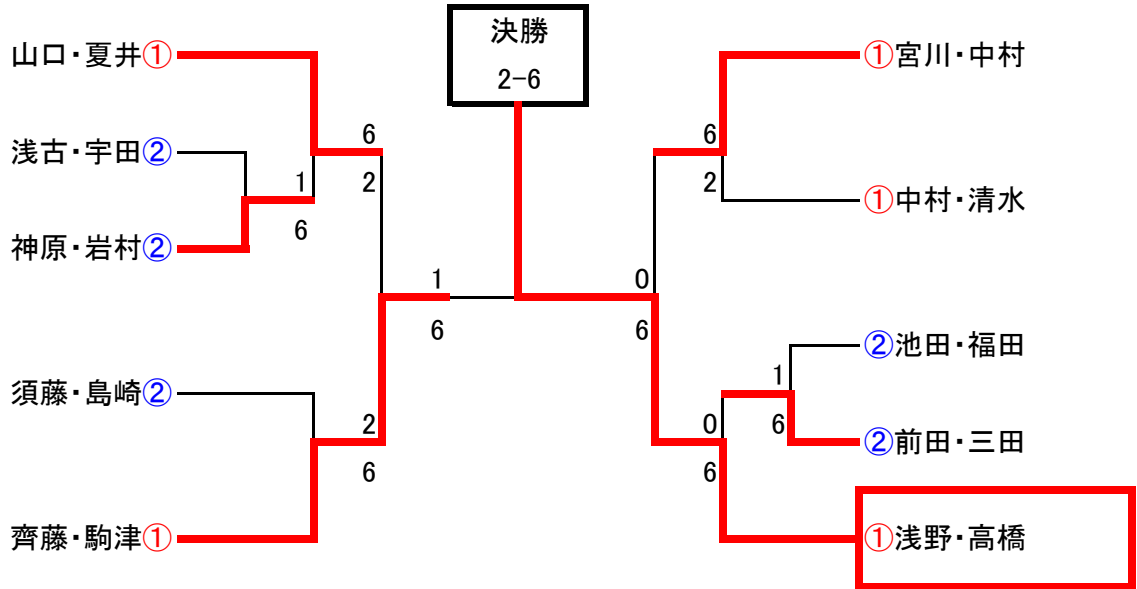 決勝
2-6
山口・夏井①
①宮川・中村
6
6
浅古・宇田②
1
2
2
①中村・清水
6
神原・岩村②
1
0
6
6
②池田・福田
1
須藤・島崎②
2
0
6
②前田・三田
6
6
齊藤・駒津①
①浅野・高橋